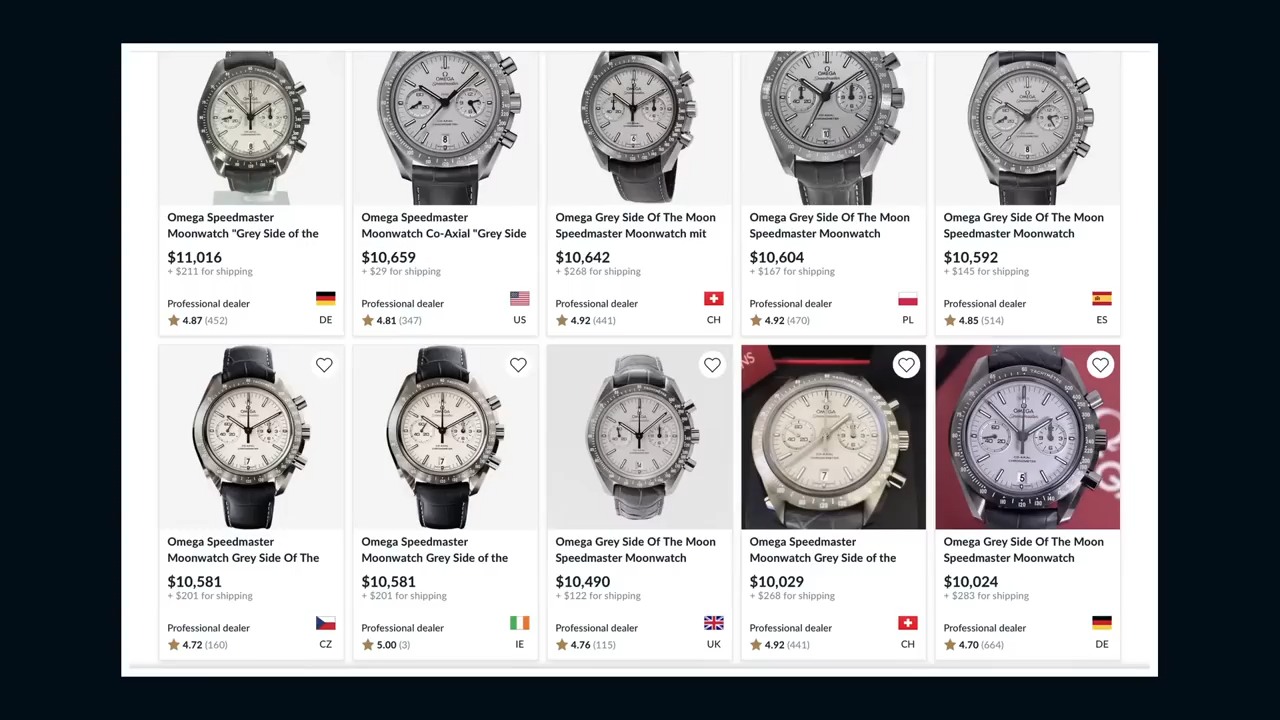 Omega Speedmaster
Moonwatch "Grey Side of the
$11,016
+ $211 for shipping
Professional dealer
4.87 (452)
DE
Omega Speedmaster
Moonwatch Co-Axial "Grey Side
$10,659
+ $29 for shipping
Professional dealer
4.81 (347)
US
Omega Grey Side Of The Moon
Speedmaster Moonwatch mit
$10,642
+ $268 for shipping
Professional dealer
4.92 (441)
CH
Omega Grey Side Of The Moon
Speedmaster Moonwatch
$10,604
+ $167 for shipping
Professional dealer
4.92 (470)
PL
Omega Grey Side Of The Moon
Speedmaster Moonwatch
$10,592
+ $145 for shipping
Professional dealer
4.85 (514)
ES
Omega Speedmaster
Moonwatch Grey Side Of The
$10,581
+ $201 for shipping
Professional dealer
4.72 (160)
CZ
Omega Speedmaster
Moonwatch Grey Side of the
$10,581
+ $201 for shipping
Professional dealer
5.00 (3)
IE
Omega Grey Side Of The Moon
Speedmaster Moonwatch
$10,490
+ $122 for shipping
Professional dealer
4.76 (115)
UK
Omega Speedmaster
Moonwatch Grey Side of the
$10,029
+ $268 for shipping
Professional dealer
4.92 (441)
CH
OMEGA
TACHYMÈTRE
Omega Grey Side Of The Moon
Speedmaster Moonwatch
$10,024
+ $283 for shipping
Professional dealer
4.70 (664)
DE